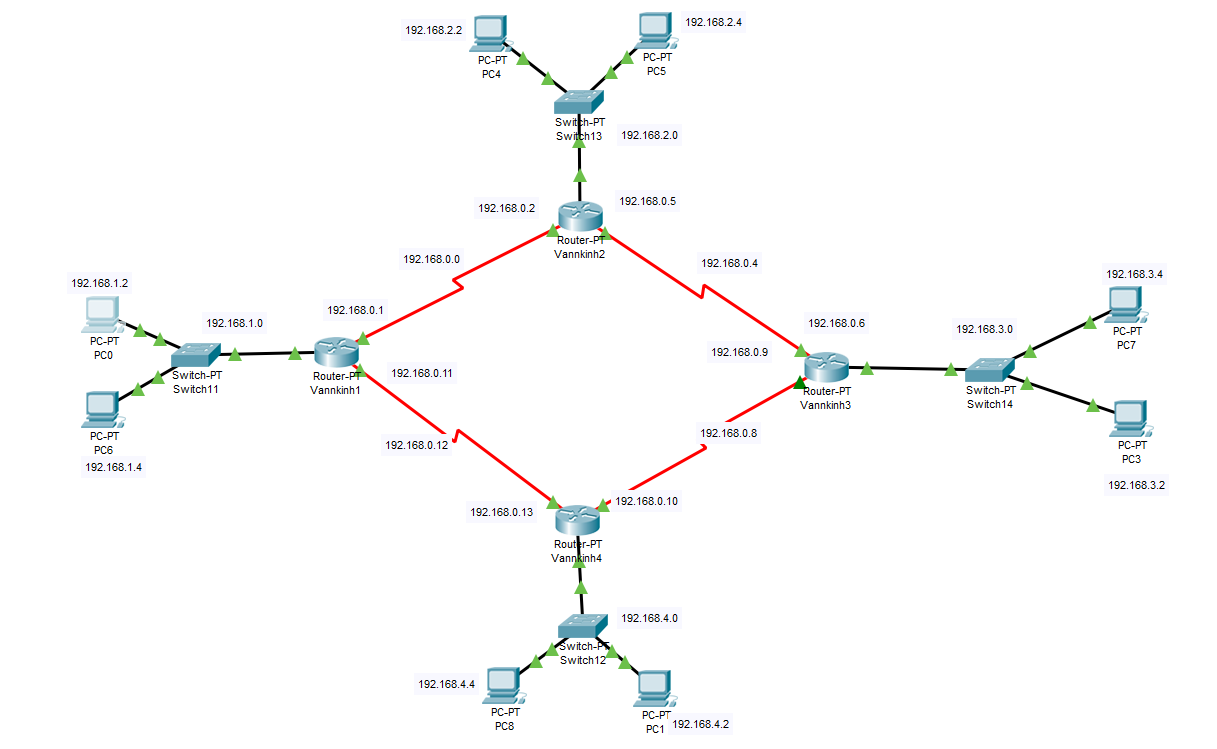 192.168.2.2
192.168.2.4
PC-PT
PC4
PC-PT
PC5
Switch-PT
Switch13
192.168.2.0
192.168.0.2
192.168.0.5
Router-PT
Vannkinh2
192.168.0.0
192.168.0.4
192.168.1.2
192.168.3.4
192.168.0.1
192.168.1.0
192.168.0.6
192.168.3.0
PC-PT
PC0
PC-PT
PC7
192.168.0.9
Switch-PT
Switch11
Router-PT
Vannkinh1
192.168.0.11
Router-PT
Vannkinh3
Switch-PT
Switch14
PC-PT
PC6
192.168.1.4
192.168.0.12
192.168.0.8
PC-PT
PC3
192.168.3.2
192.168.0.13
192.168.0.10
Router-PT
Vannkinh4
192.168.4.0
Switch-PT
Switch12
192.168.4.4
PC-PT
PC8
PC-PT
PC1
192.168.4.2